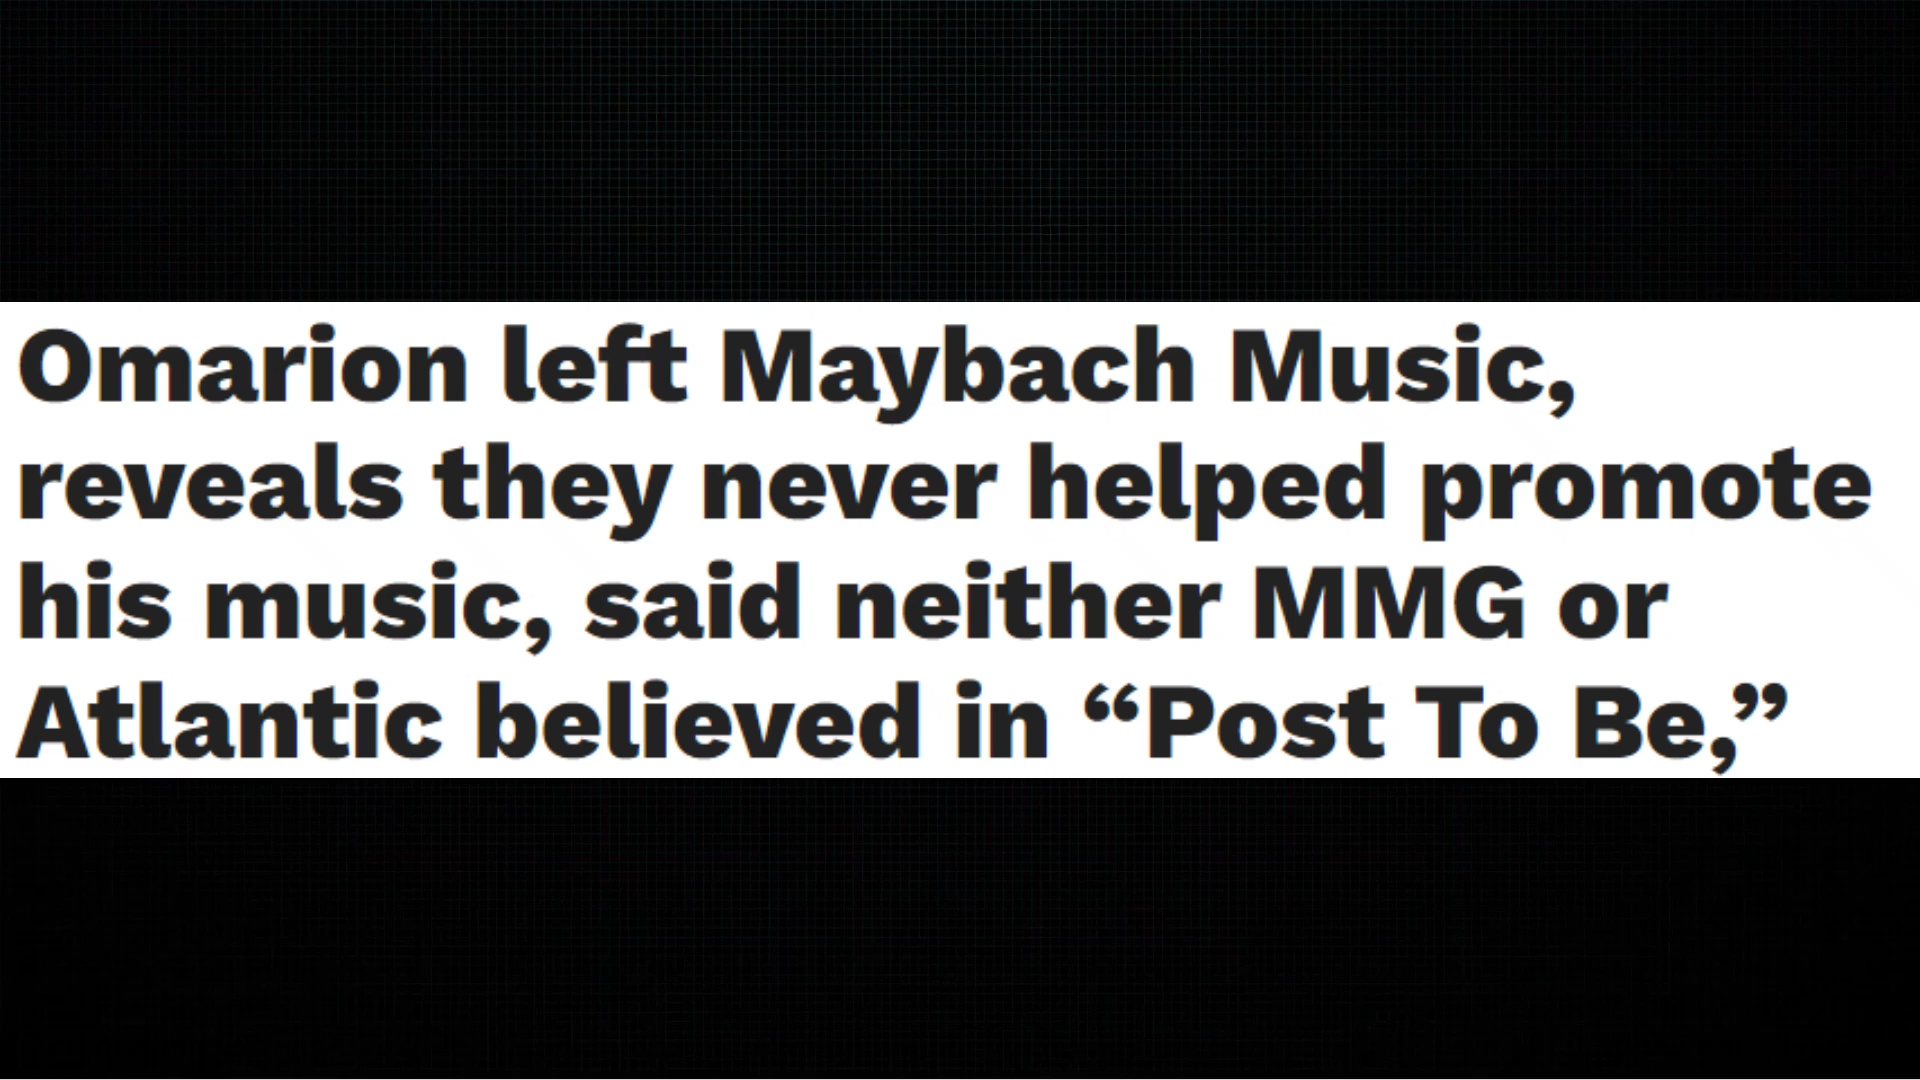 Omarion left Maybach Music,
reveals they never helped promote
his music, said neither MMG or
Atlantic believed in “Post To Be,”